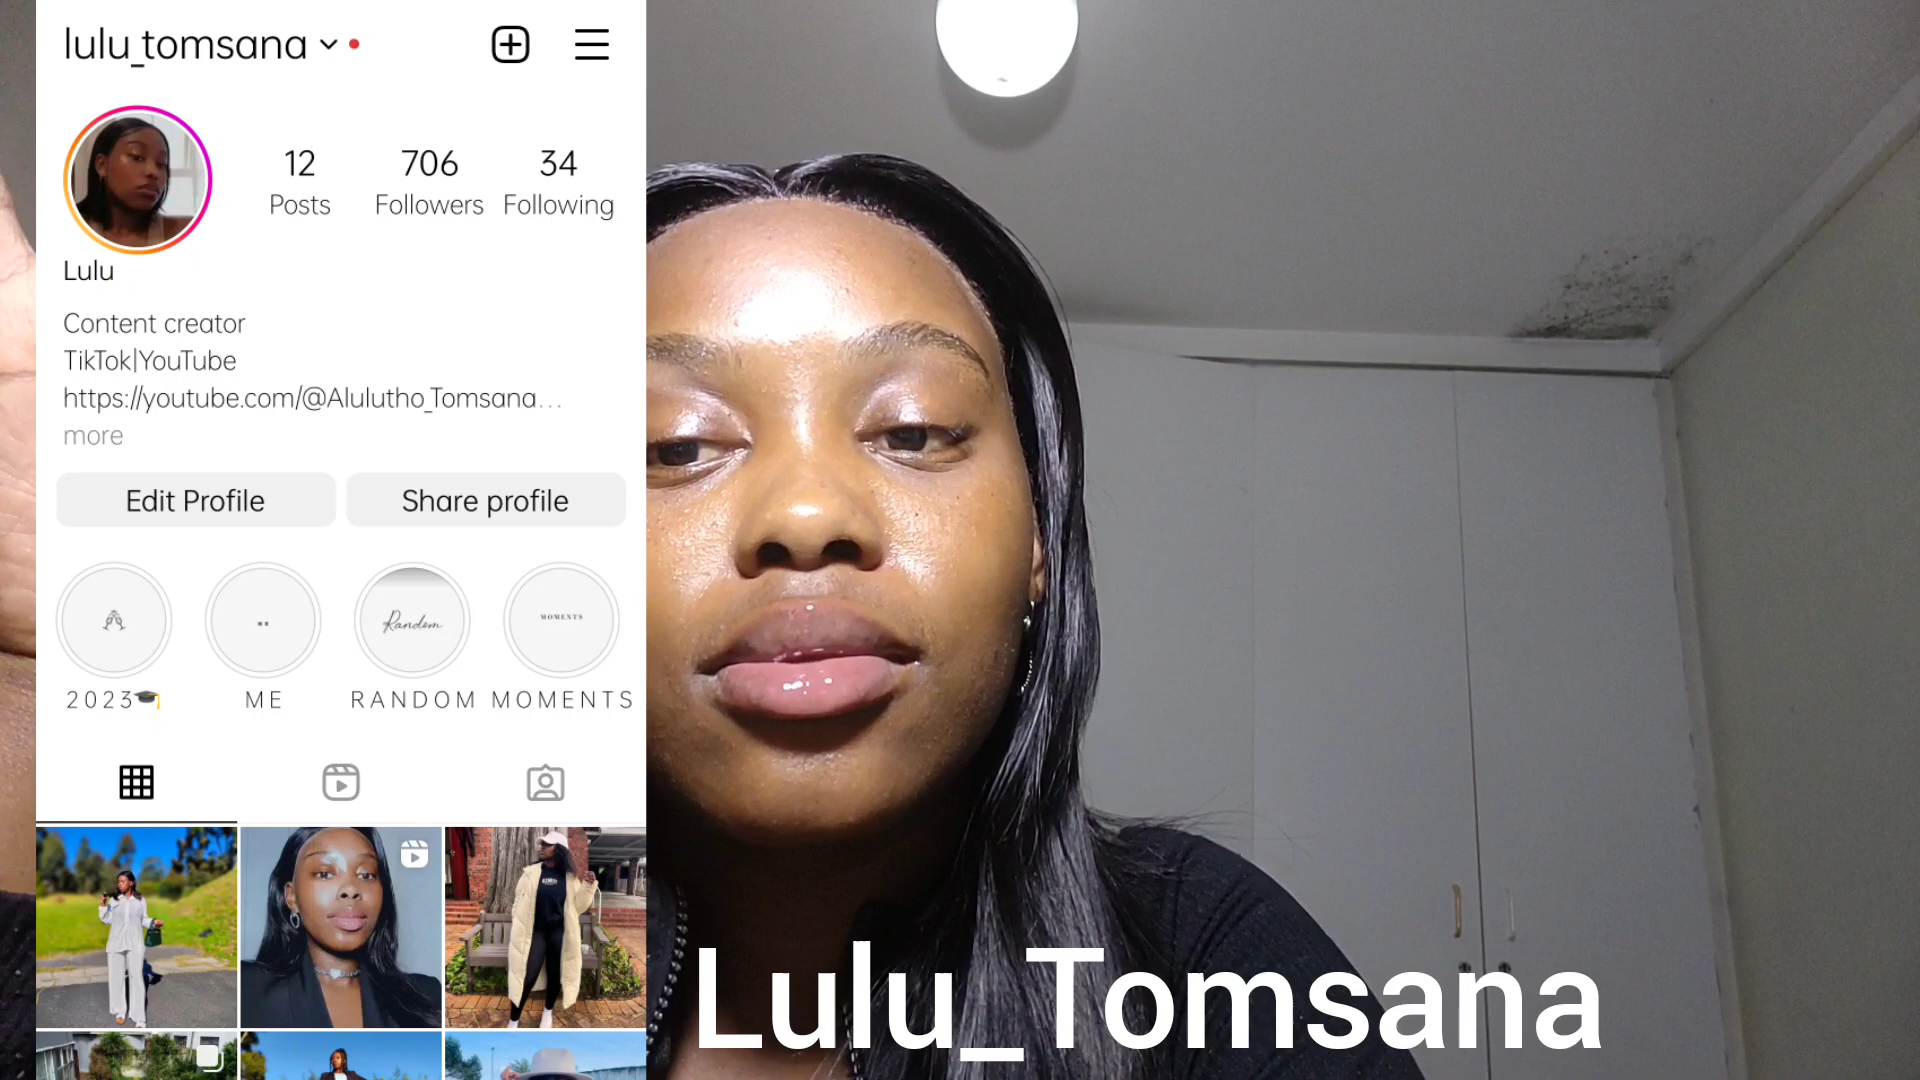 lulu_tomsana
12 706 34
Posts Followers Following
Lulu
Content creator
TikTok|YouTube
https://youtube.com/@Alulutho_Tomsana...
more
Edit Profile Share profile
Random MOMENTS
2023🎓 ME RANDOM MOMENTS
Lulu_Tomsana